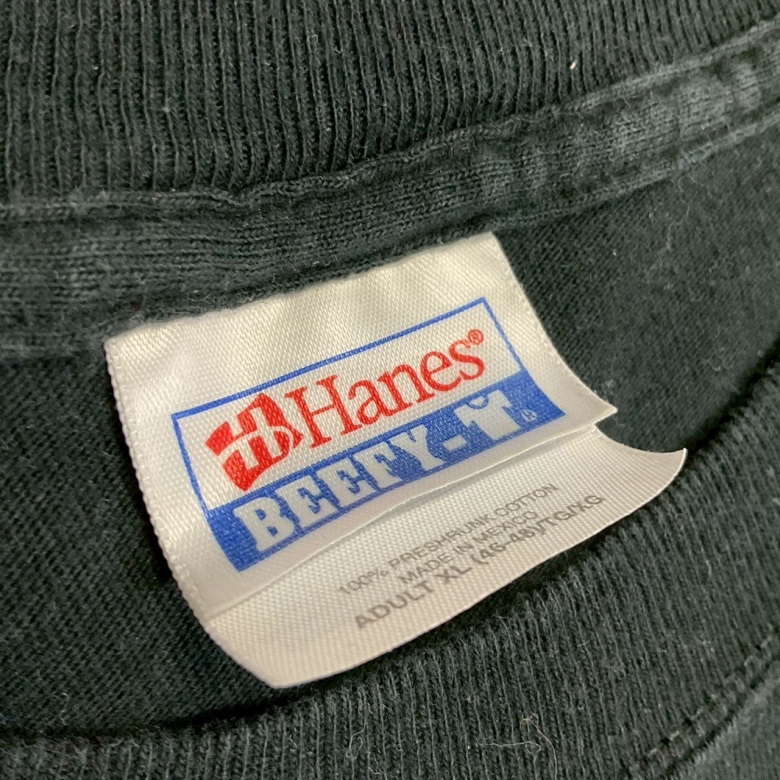 Hanes®
BEEFY-T®
100% PRESHRUNK COTTON
MADE IN MEXICO
ADULT XL (46-48)/TG/XG